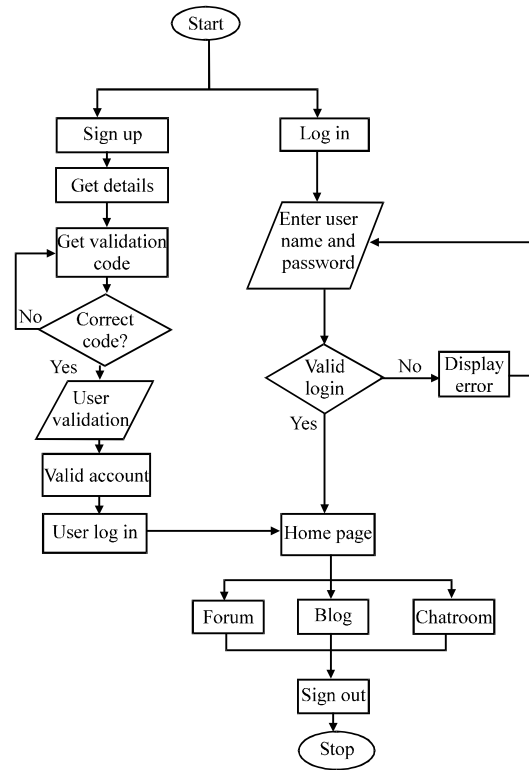 Start
Sign up
Log in
Get details
Enter user
name and
password
Get validation
code
No
Correct
code?
Yes
Valid
login
No
Display
error
User
validation
Yes
Valid account
User log in
Home page
Forum
Blog
Chatroom
Sign out
Stop